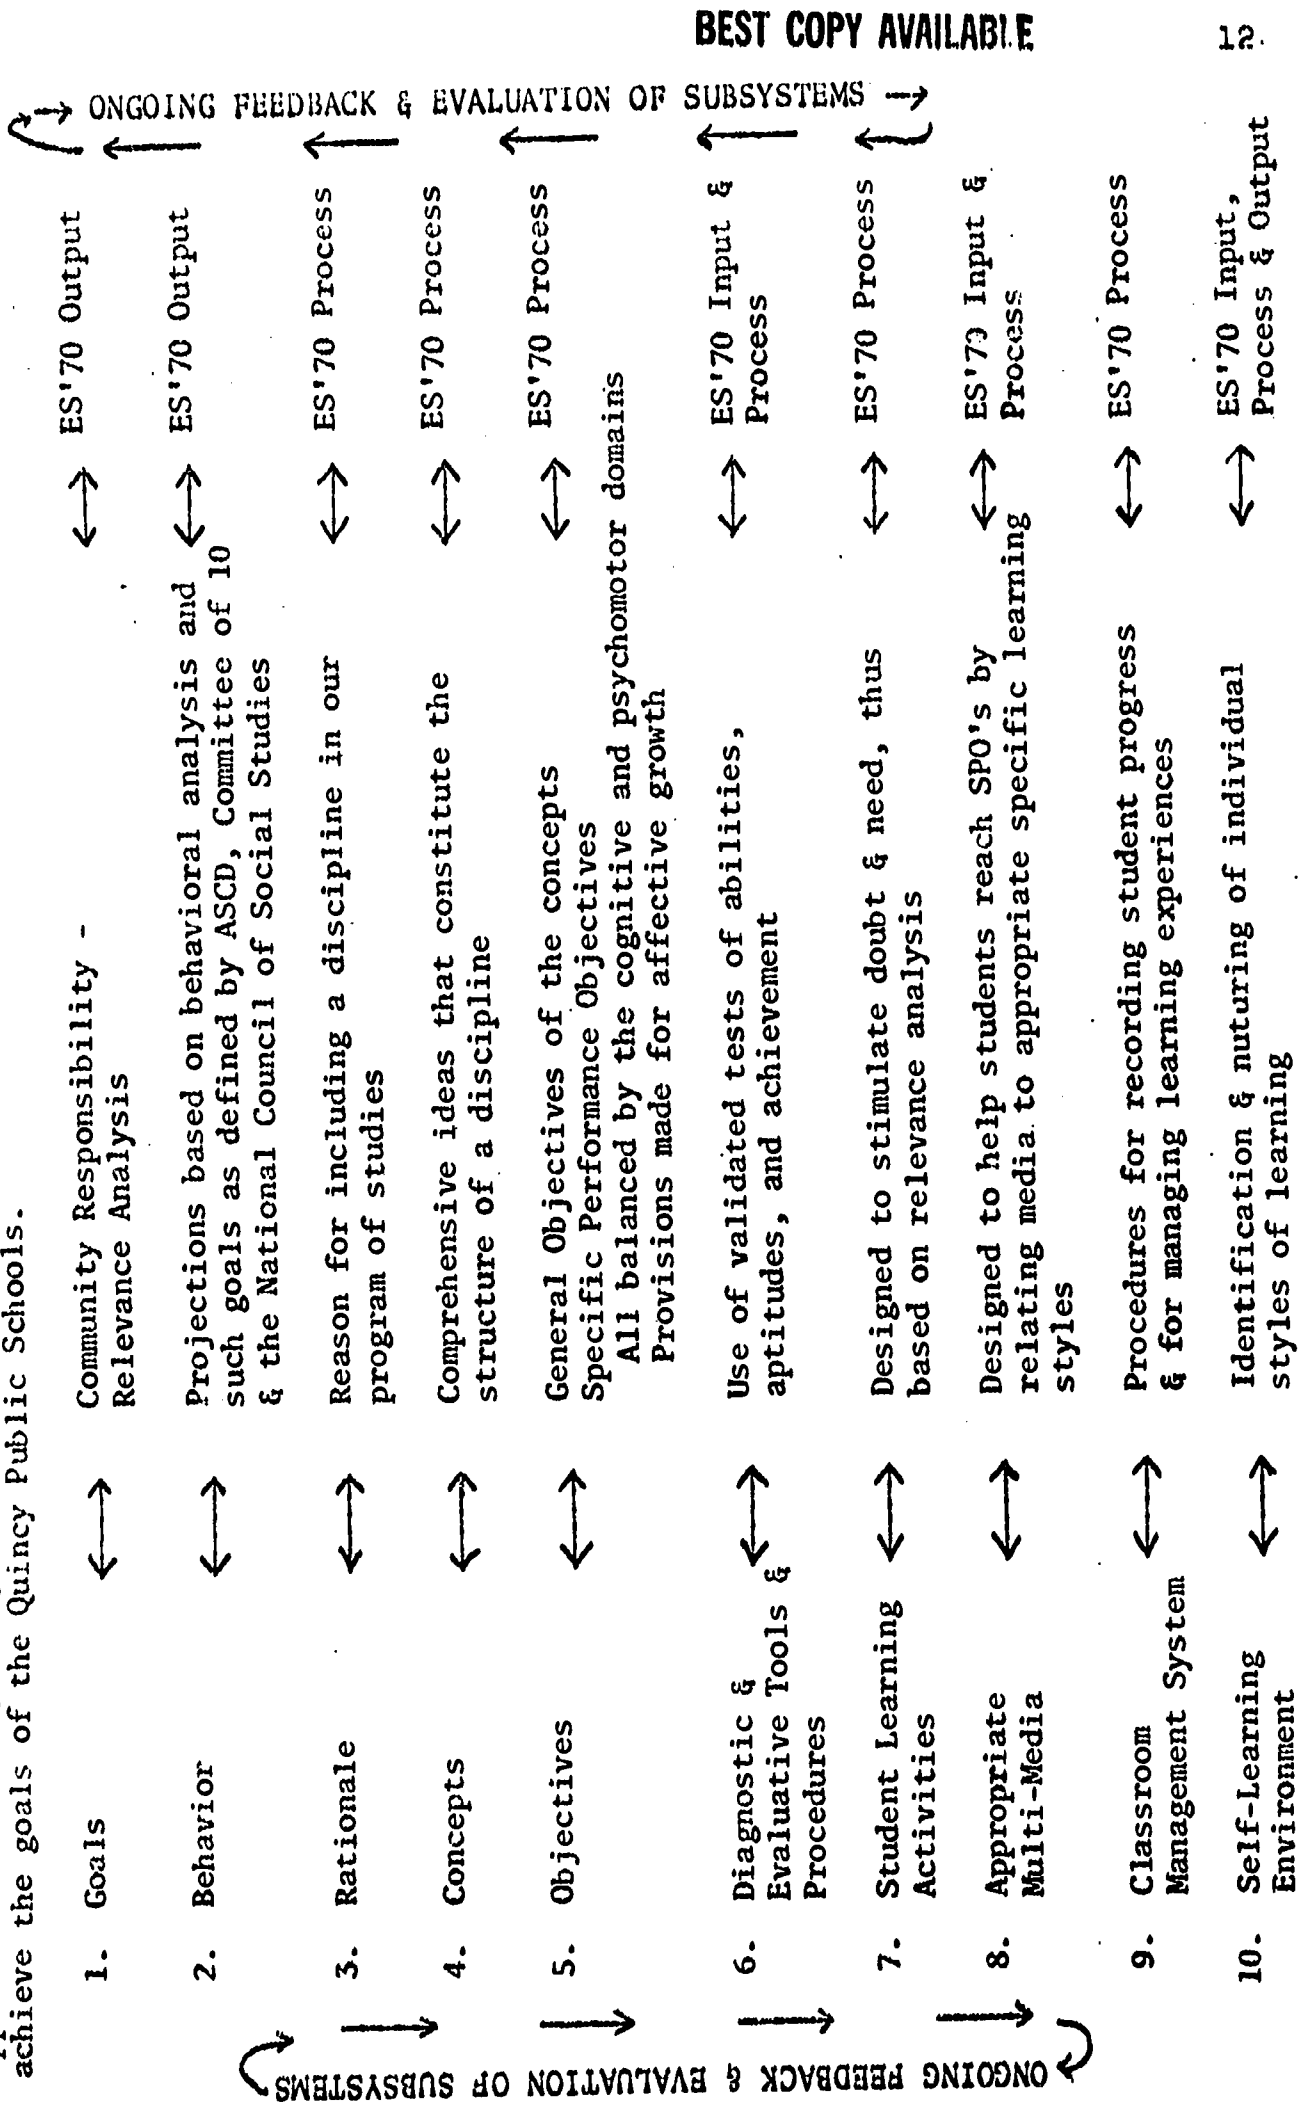 BEST COPY AVAILABLE
12.
achieve the goals of the Quincy Public Schools.
1. Goals
Community Responsibility -
Relevance Analysis
ES'70 Output
2. Behavior
Projections based on behavioral analysis and
such goals as defined by ASCD, Committee of 10
& the National Council of Social Studies
ES'70 Output
3. Rationale
Reason for including a discipline in our
program of studies
ES'70 Process
4. Concepts
Comprehensive ideas that constitute the
structure of a discipline
ES'70 Process
5. Objectives
General Objectives of the concepts
Specific Performance Objectives
All balanced by the cognitive and psychomotor domains
Provisions made for affective growth
ES'70 Process
6. Diagnostic &
Evaluative Tools &
Procedures
Use of validated tests of abilities,
aptitudes, and achievement
ES'70 Input &
Process
7. Student Learning
Activities
Designed to stimulate doubt & need, thus
based on relevance analysis
ES'70 Process
8. Appropriate
Multi-Media
Designed to help students reach SPO's by
relating media to appropriate specific learning
styles
ES'70 Input &
Process
9. Classroom
Management System
Procedures for recording student progress
& for managing learning experiences
ES'70 Process
10. Self-Learning
Environment
Identification & nuturing of individual
styles of learning
ES'70 Input,
Process & Output
ONGOING FEEDBACK & EVALUATION OF SUBSYSTEMS
ONGOING FEEDBACK & EVALUATION OF SUBSYSTEMS